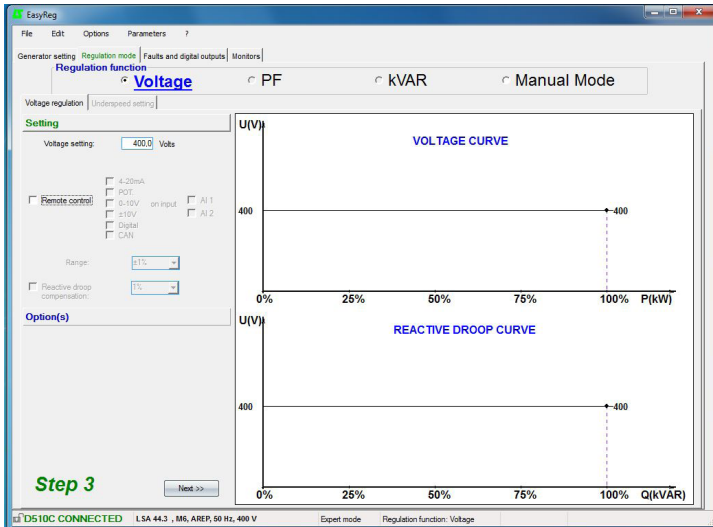 EasyReg
File Edit Options Parameters ?
Generator setting Regulation mode Faults and digital outputs Monitors
Regulation function
Voltage PF kVAR Manual Mode
Voltage regulation Underspeed setting
Setting
Voltage setting: 400,0 Volts
Remote control
4-20mA
POT.
0-10V on input
±10V
Digital
CAN
AI 1
AI 2
Range: ±1%
Reactive droop
compensation: 1%
Option(s)
Step 3
Next >>
U(V)
VOLTAGE CURVE
400 400
0% 25% 50% 75% 100% P(kW)
U(V)
REACTIVE DROOP CURVE
400 400
0% 25% 50% 75% 100% Q(kVAR)
D510C CONNECTED LSA 44.3 , M6, AREP, 50 Hz, 400 V Expert mode Regulation function: Voltage